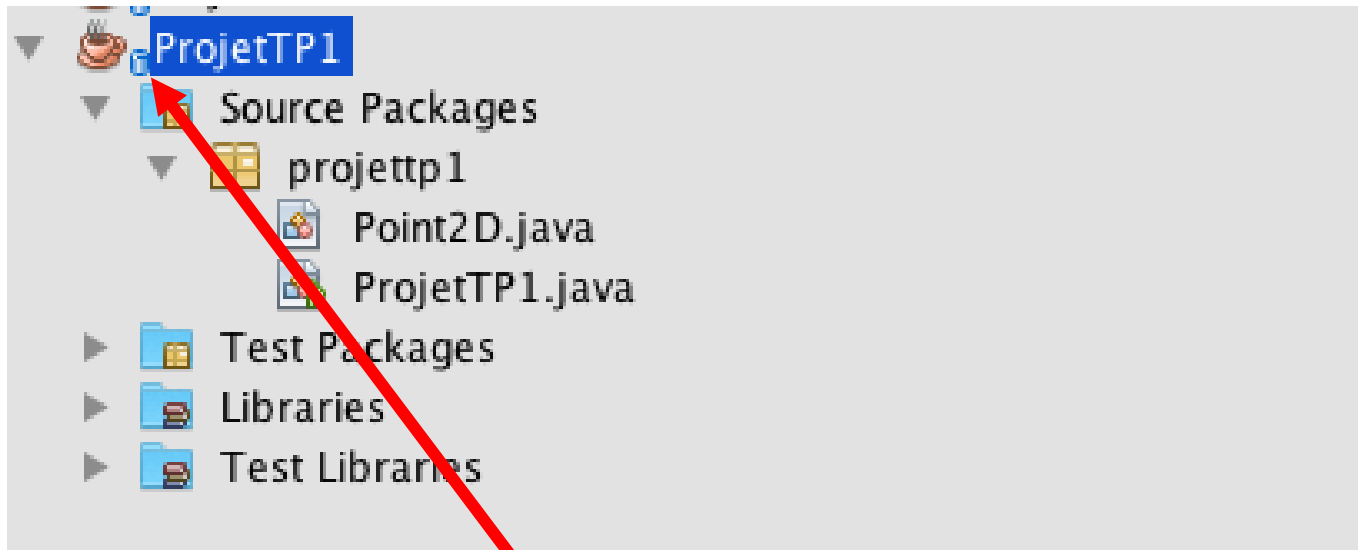 ProjetTP1
Source Packages
projettp1
Point2D.java
ProjetTP1.java
Test Packages
Libraries
Test Libraries